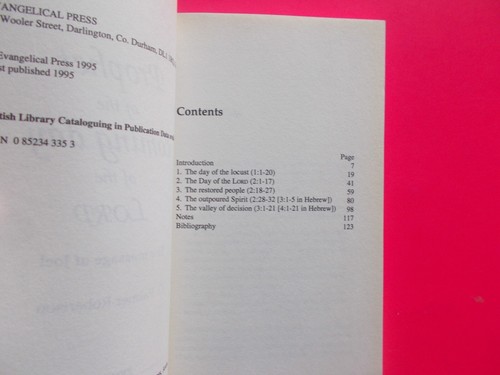 VANGELICAL PRESS
Wooler Street, Darlington, Co. Durham, DL1
Evangelical Press 1995
st published 1995
tish Library Cataloguing in Publication Data
N 0 85234 335 3
Contents
Page
Introduction 7
1. The day of the locust (1:1-20) 19
2. The Day of the LORD (2:1-17) 41
3. The restored people (2:18-27) 59
4. The outpoured Spirit (2:28-32 [3:1-5 in Hebrew]) 80
5. The valley of decision (3:1-21 [4:1-21 in Hebrew]) 98
Notes 117
Bibliography 123